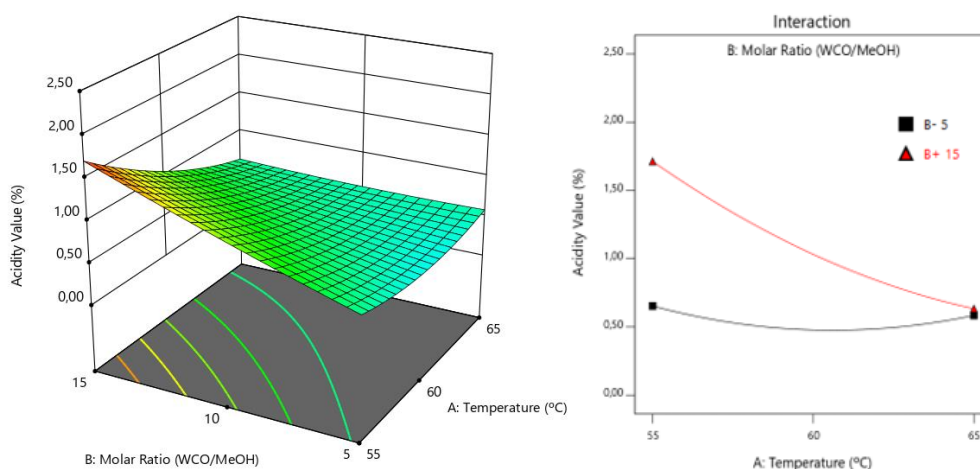 2,50
2,00
1,50
1,00
0,50
0,00
Acidity Value (%)
15
10
5
55
60
65
B: Molar Ratio (WCO/MeOH)
A: Temperature (ºC)
Interaction
B: Molar Ratio (WCO/MeOH)
B- 5
B+ 15
2,50
2,00
1,50
1,00
0,50
0,00
Acidity Value (%)
55
60
65
A: Temperature (ºC)